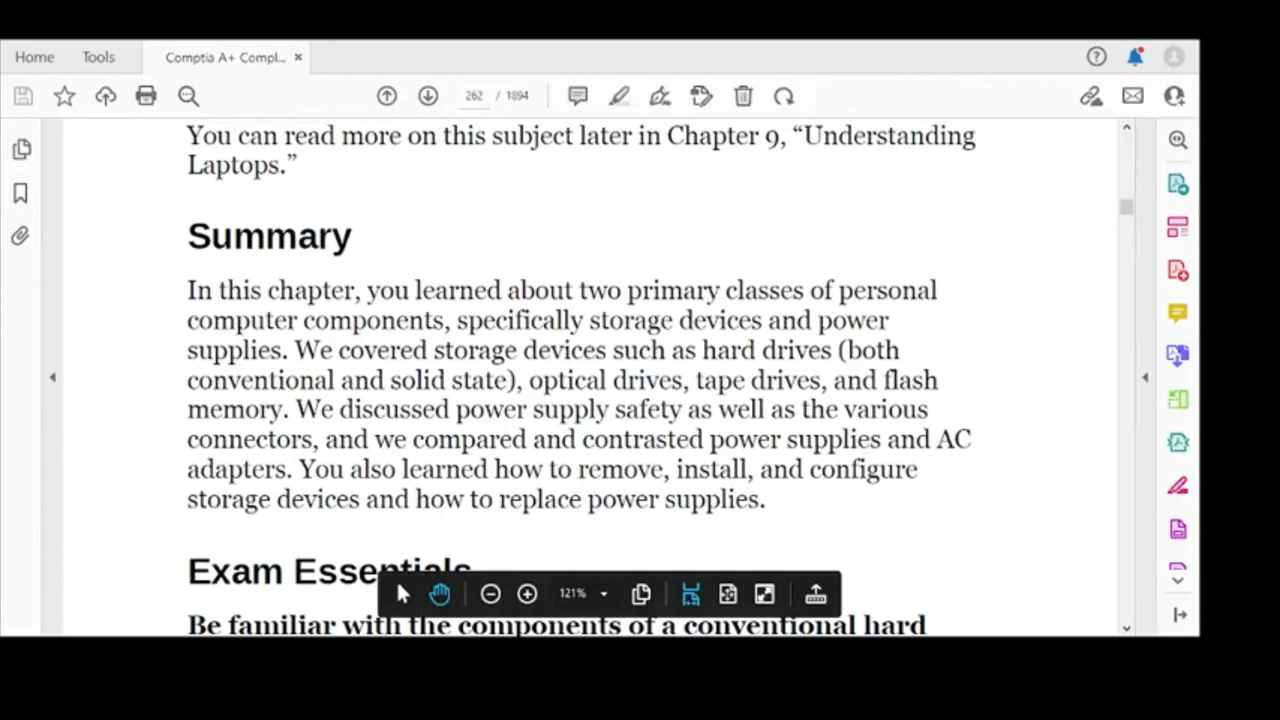 Home Tools Comptia A+ Compl...
262 / 1894
You can read more on this subject later in Chapter 9, “Understanding
Laptops.”
Summary
In this chapter, you learned about two primary classes of personal
computer components, specifically storage devices and power
supplies. We covered storage devices such as hard drives (both
conventional and solid state), optical drives, tape drives, and flash
memory. We discussed power supply safety as well as the various
connectors, and we compared and contrasted power supplies and AC
adapters. You also learned how to remove, install, and configure
storage devices and how to replace power supplies.
Exam Essentials
121%
Be familiar with the components of a conventional hard